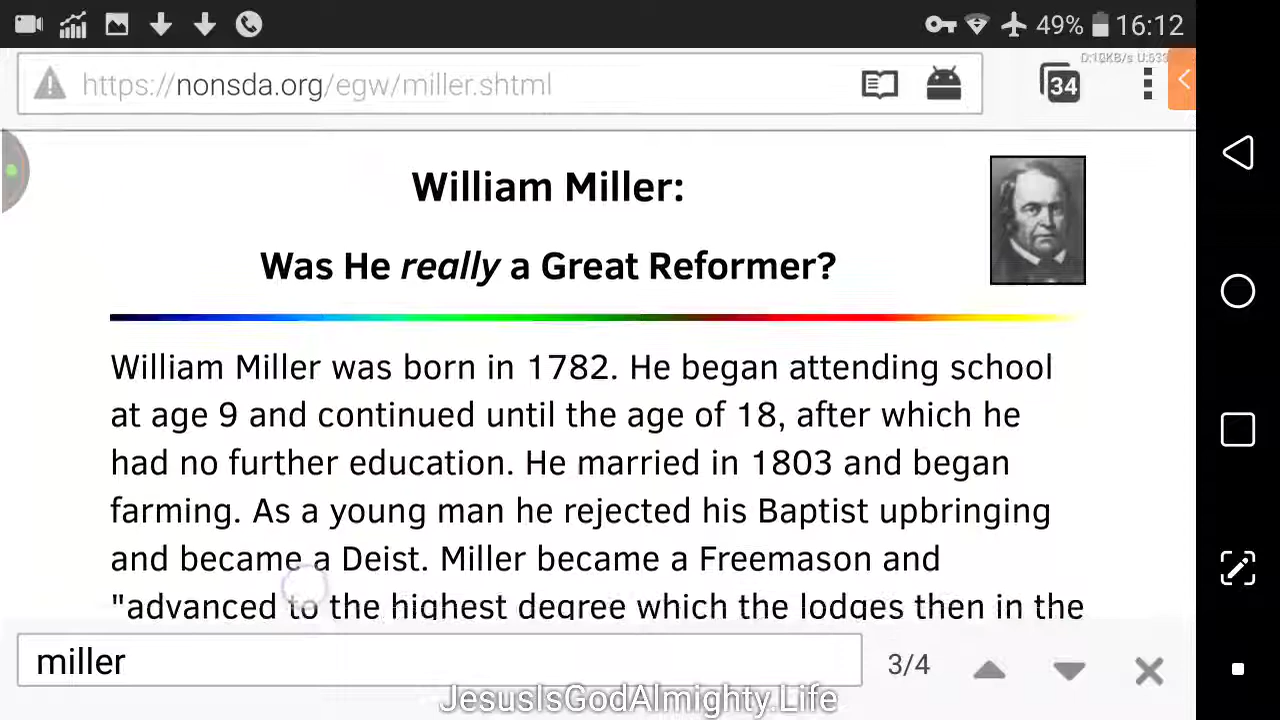 49% 16:12
https://nonsda.org/egw/miller.shtml
34
William Miller:
Was He really a Great Reformer?
William Miller was born in 1782. He began attending school
at age 9 and continued until the age of 18, after which he
had no further education. He married in 1803 and began
farming. As a young man he rejected his Baptist upbringing
and became a Deist. Miller became a Freemason and
"advanced to the highest degree which the lodges then in the
miller 3/4
JesusIsGodAlmighty.Life